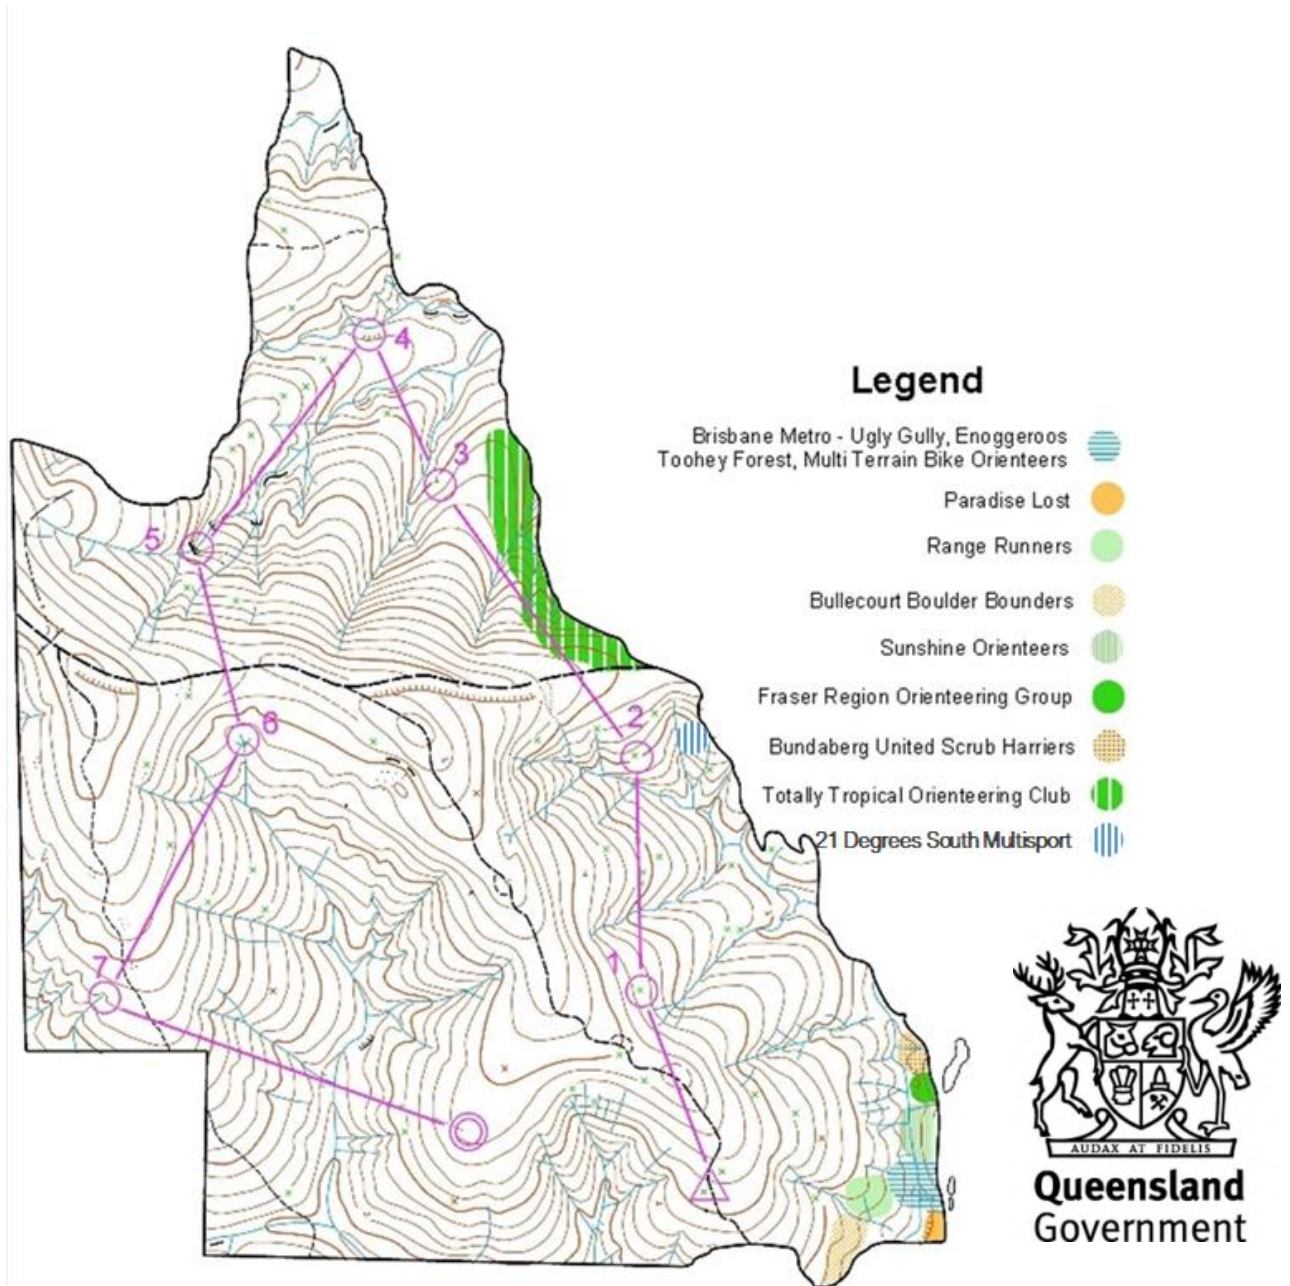 4
3
5
2
6
1
7
Legend
Brisbane Metro - Ugly Gully, Enoggeroos
Toohey Forest, Multi Terrain Bike Orienteers
Paradise Lost
Range Runners
Bullecourt Boulder Bounders
Sunshine Orienteers
Fraser Region Orienteering Group
Bundaberg United Scrub Harriers
Totally Tropical Orienteering Club
21 Degrees South Multisport
AUDAX AT FIDELIS
Queensland
Government